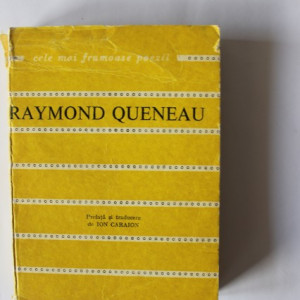 cele mai frumoase poezii
RAYMOND QUENEAU
Prefață și traducere
de ION CARAION